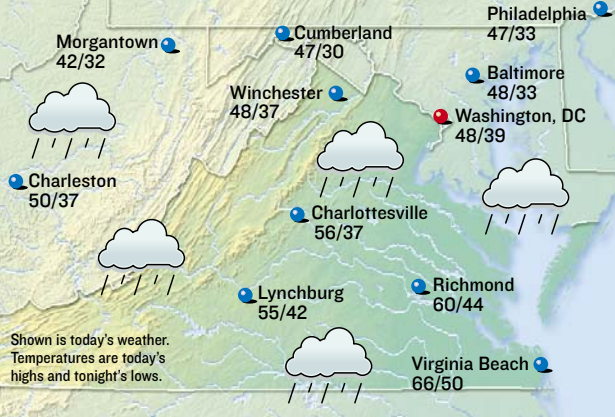 Philadelphia
47/33
Cumberland
47/30
Morgantown
42/32
Baltimore
48/33
Winchester
48/37
Washington, DC
48/39
Charleston
50/37
Charlottesville
56/37
Richmond
60/44
Lynchburg
55/42
Shown is today's weather.
Temperatures are today's
highs and tonight's lows.
Virginia Beach
66/50